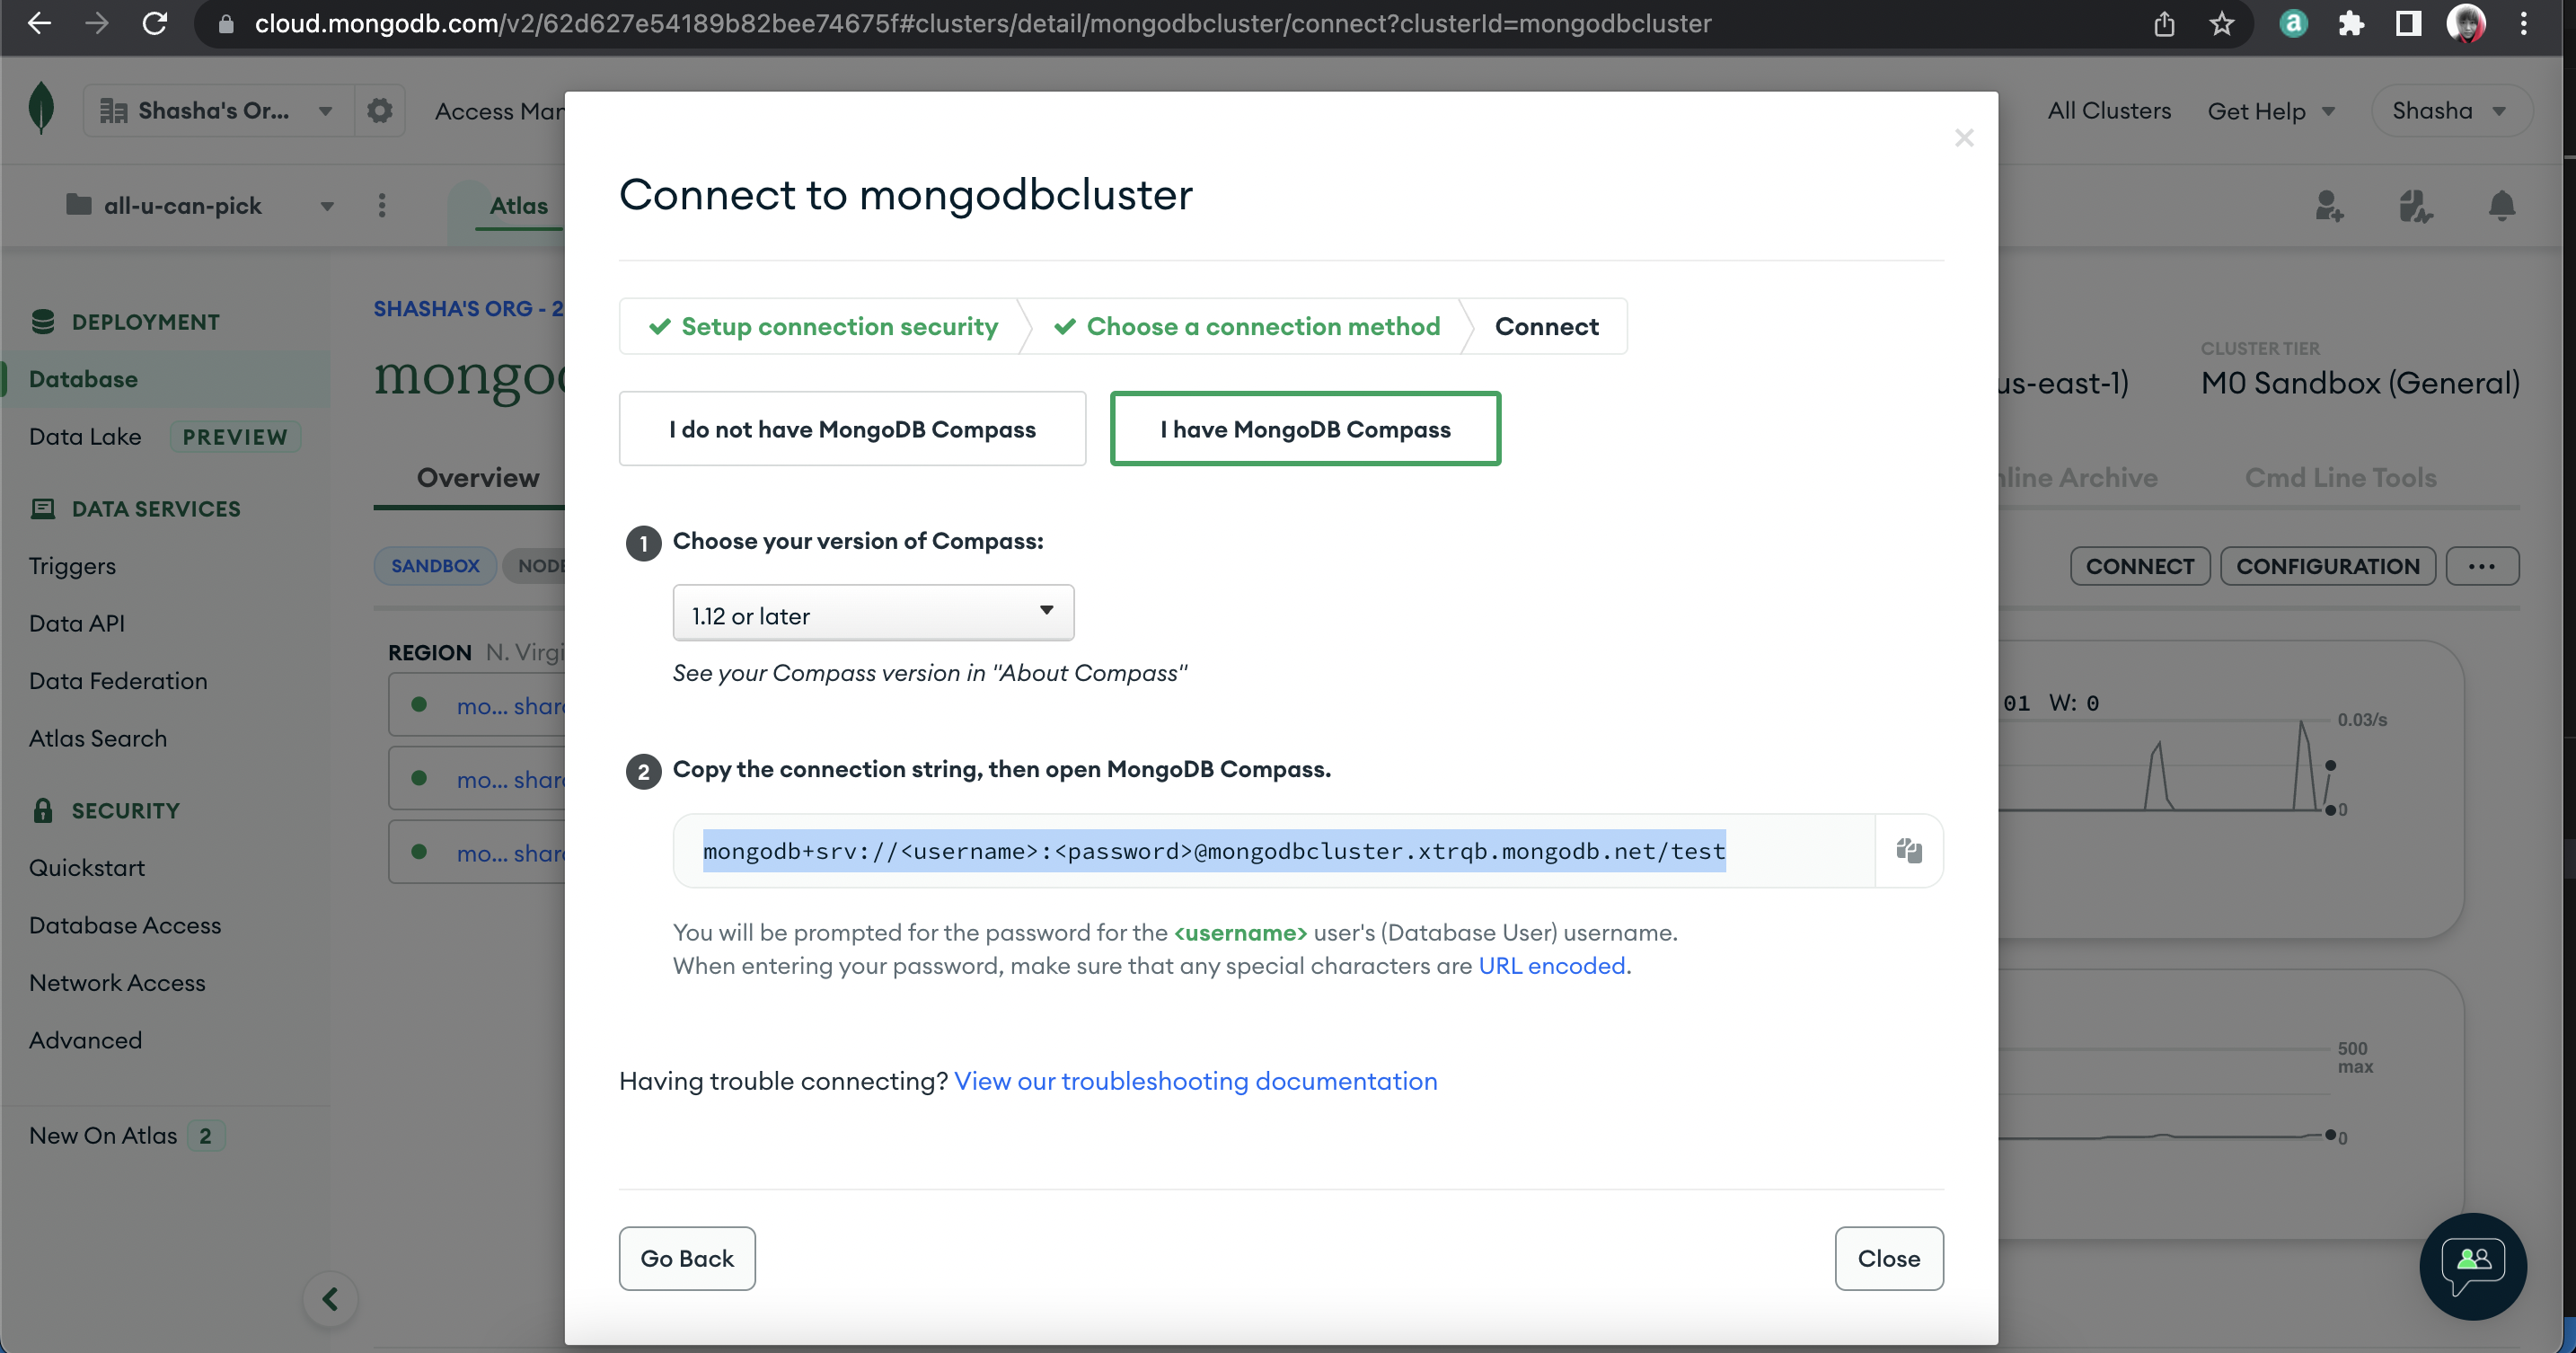 cloud.mongodb.com/v2/62d627e54189b82bee74675f#clusters/detail/mongodbcluster/connect?clusterId=mongodbcluster
a
Shasha's Or...
Access Man
All Clusters
Get Help
Shasha
all-u-can-pick
Atlas
DEPLOYMENT
Database
Data Lake PREVIEW
DATA SERVICES
Triggers
Data API
Data Federation
Atlas Search
SECURITY
Quickstart
Database Access
Network Access
Advanced
New On Atlas 2
SHASHA'S ORG - 2
mongod
Overview
SANDBOX NODE
REGION N. Virgi
mo... shar
mo... shar
mo... shar
Connect to mongodbcluster
Setup connection security
Choose a connection method
Connect
I do not have MongoDB Compass
I have MongoDB Compass
1 Choose your version of Compass:
1.12 or later
See your Compass version in "About Compass"
2 Copy the connection string, then open MongoDB Compass.
mongodb+srv://<username>:<password>@mongodbcluster.xtrqb.mongodb.net/test
You will be prompted for the password for the <username> user's (Database User) username.
When entering your password, make sure that any special characters are URL encoded.
Having trouble connecting? View our troubleshooting documentation
Go Back
Close
us-east-1)
CLUSTER TIER
M0 Sandbox (General)
nline Archive
Cmd Line Tools
CONNECT
CONFIGURATION
...
01 W: 0
0.03/s
0
500
max
0